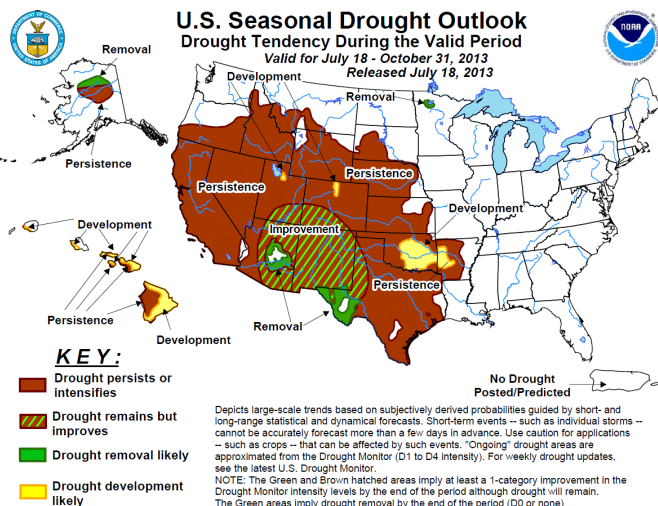 U.S. Seasonal Drought Outlook
Drought Tendency During the Valid Period
Valid for July 18 - October 31, 2013
Released July 18, 2013
NOAA
Removal
Development
Removal
Persistence
Persistence
Persistence
Development
Improvement
Development
Persistence
Persistence
Removal
Development
KEY:
Drought persists or
intensifies
Drought remains but
improves
Drought removal likely
Drought development
likely
No Drought
Posted/Predicted
Depicts large-scale trends based on subjectively derived probabilities guided by short- and
long-range statistical and dynamical forecasts. Short-term events -- such as individual storms --
cannot be accurately forecast more than a few days in advance. Use caution for applications
-- such as crops -- that can be affected by such events. "Ongoing" drought areas are
approximated from the Drought Monitor (D1 to D4 intensity). For weekly drought updates,
see the latest U.S. Drought Monitor.
NOTE: The Green and Brown hatched areas imply at least a 1-category improvement in the
Drought Monitor intensity levels by the end of the period although drought will remain.
The Green areas imply drought removal by the end of the period (D0 or none)